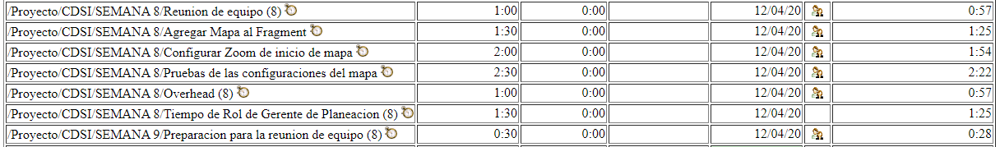 /Proyecto/CDSI/SEMANA 8/Reunion de equipo (8) 1:00 0:00 12/04/20 0:57
/Proyecto/CDSI/SEMANA 8/Agregar Mapa al Fragment 1:30 0:00 12/04/20 1:25
/Proyecto/CDSI/SEMANA 8/Configurar Zoom de inicio de mapa 2:00 0:00 12/04/20 1:54
/Proyecto/CDSI/SEMANA 8/Pruebas de las configuraciones del mapa 2:30 0:00 12/04/20 2:22
/Proyecto/CDSI/SEMANA 8/Overhead (8) 1:00 0:00 12/04/20 0:57
/Proyecto/CDSI/SEMANA 8/Tiempo de Rol de Gerente de Planeacion (8) 1:30 0:00 12/04/20 1:25
/Proyecto/CDSI/SEMANA 9/Preparacion para la reunion de equipo (8) 0:30 0:00 12/04/20 0:28